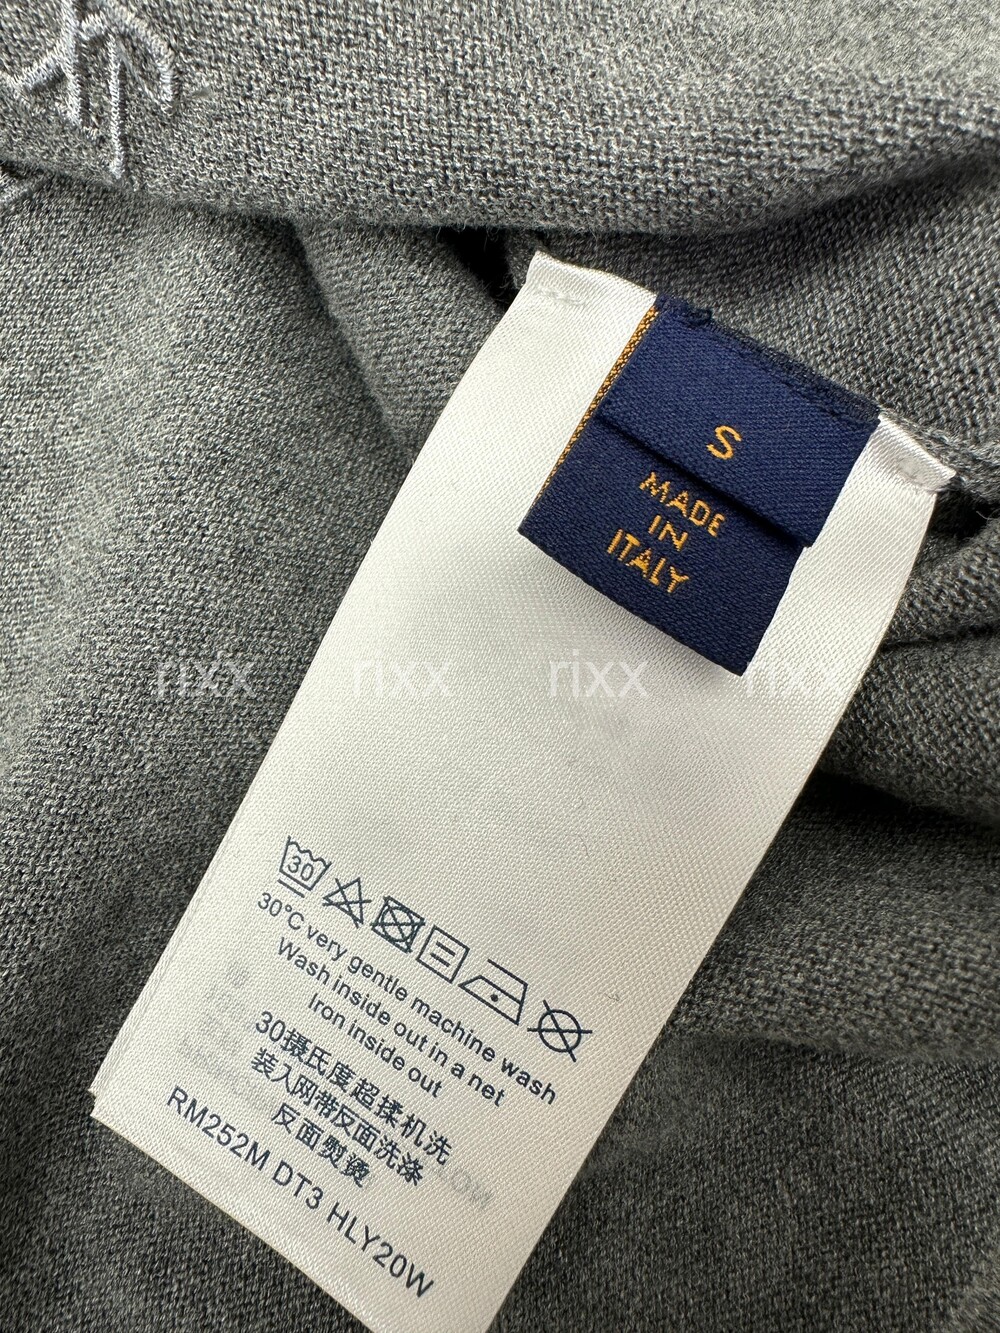 S
MADE
IN
ITALY
rixx rixx rixx rixx
30
30°C very gentle machine wash
Wash inside out in a net
Iron inside out
30摄氏度超揉机洗
装入网带反面洗涤
反面熨烫
RM252M DT3 HLY20W